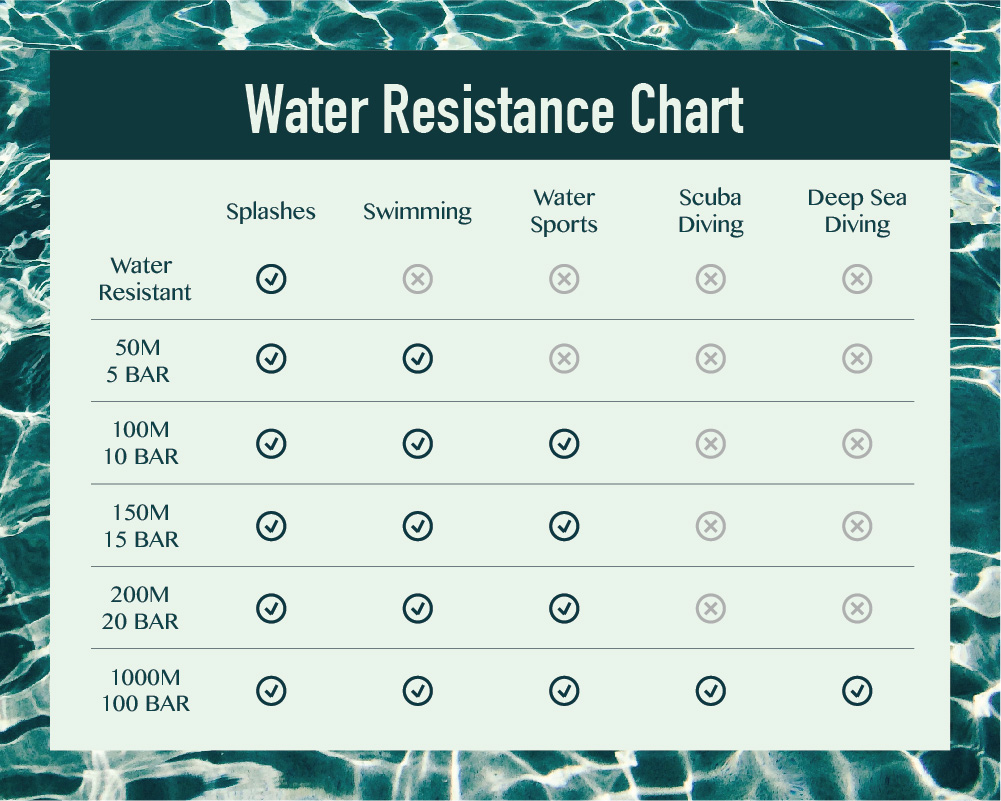 Water Resistance Chart
Splashes
Swimming
Water
Sports
Scuba
Diving
Deep Sea
Diving
Water
Resistant
50M
5 BAR
100M
10 BAR
150M
15 BAR
200M
20 BAR
1000M
100 BAR